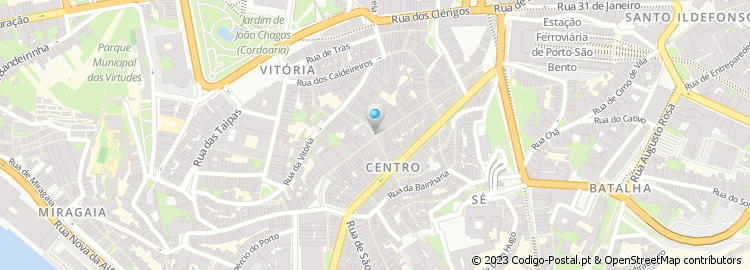 Jardim de
João Chagas
(Cordoaria)
Rua dos Clérigos
Rua 31 de Janeiro
SANTO ILDEFONSO
Estação
Ferroviária
de Porto-São
Bento
Bandeirinha
Parque
Municipal
das Virtudes
Rua de Trás
VITÓRIA
Rua dos Caldeireiros
Rua de Cimo de Vila
Rua de Entreparedes
Rua das Taipas
Rua da Vitória
Rua Chã
Rua do Cativo
Rua Augusto Rosa
CENTRO
Rua da Bainharia
SÉ
BATALHA
Rua do Sol
Rua de Miragaia
MIRAGAIA
Rua Nova da Alf
ércio do Porto
Rua de São
Hugo
© 2023 Codigo-Postal.pt & OpenStreetMap contributors